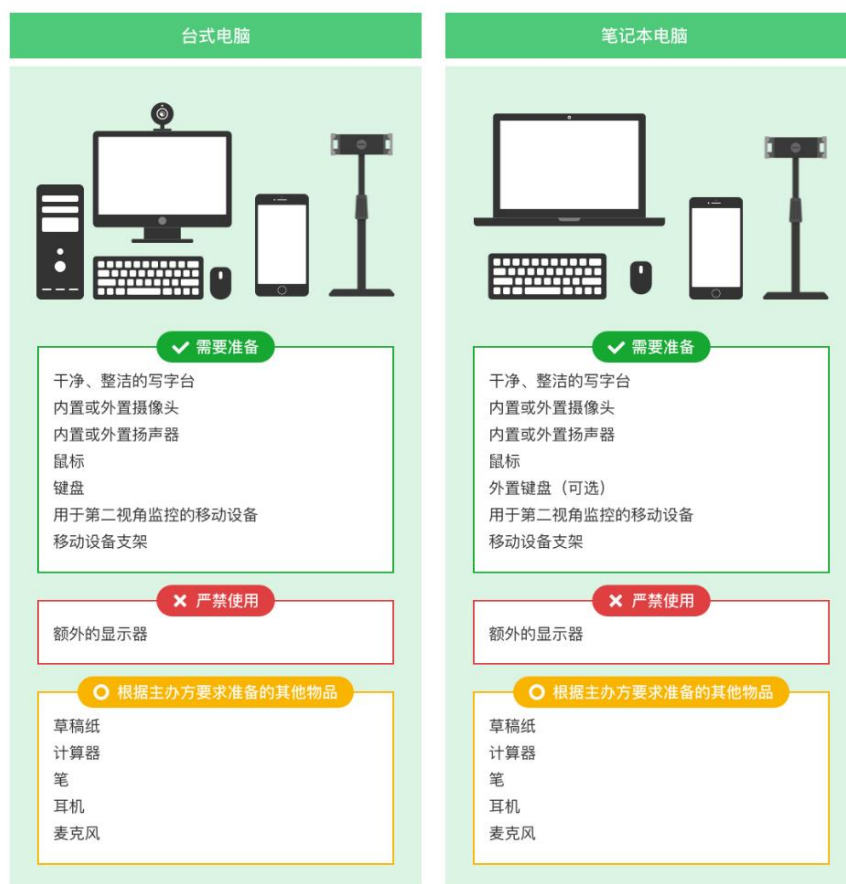 台式电脑
需要准备
干净、整洁的写字台
内置或外置摄像头
内置或外置扬声器
鼠标
键盘
用于第二视角监控的移动设备
移动设备支架
严禁使用
额外的显示器
根据主办方要求准备的其他物品
草稿纸
计算器
笔
耳机
麦克风
笔记本电脑
需要准备
干净、整洁的写字台
内置或外置摄像头
内置或外置扬声器
鼠标
外置键盘（可选）
用于第二视角监控的移动设备
移动设备支架
严禁使用
额外的显示器
根据主办方要求准备的其他物品
草稿纸
计算器
笔
耳机
麦克风